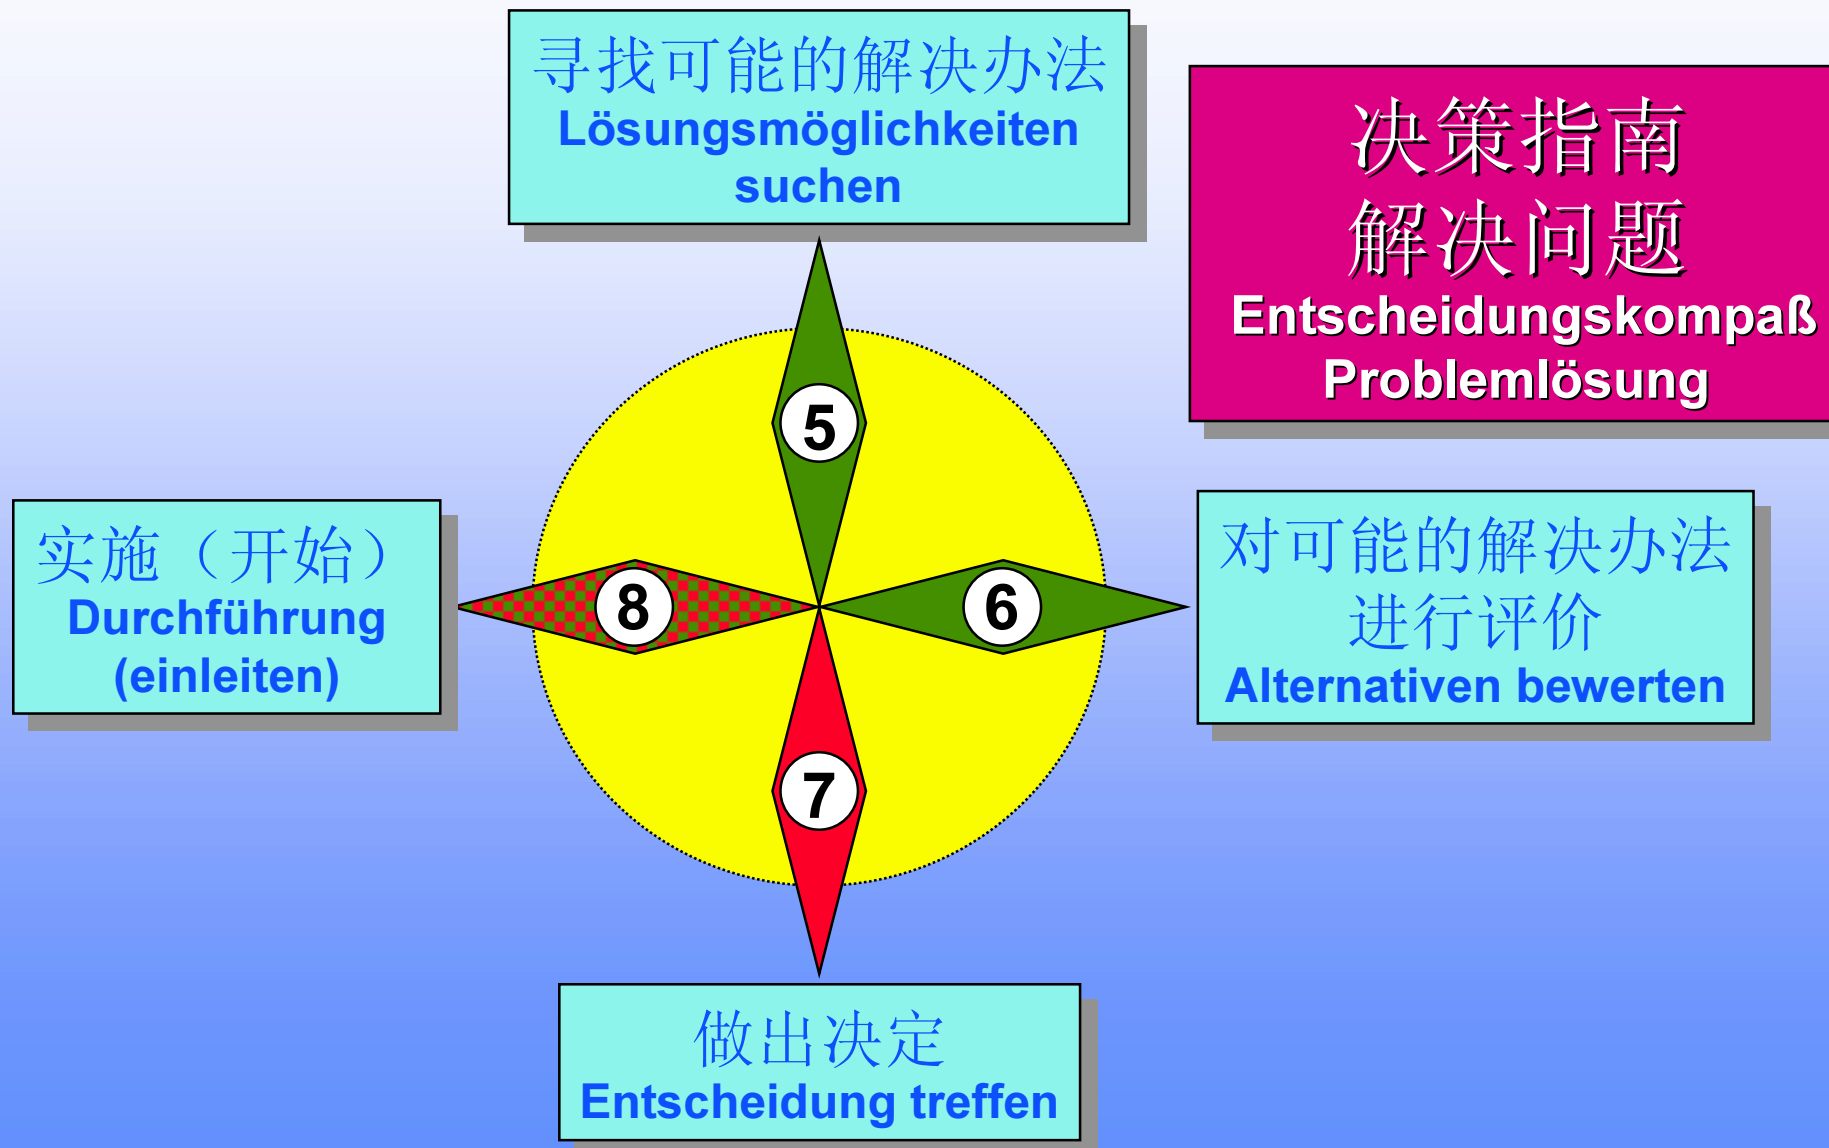 寻找可能的解决办法
Lösungsmöglichkeiten
suchen
决策指南
解决问题
Entscheidungskompaß
Problemlösung
5
实施（开始）
Durchführung
(einleiten)
8
6
对可能的解决办法
进行评价
Alternativen bewerten
7
做出决定
Entscheidung treffen